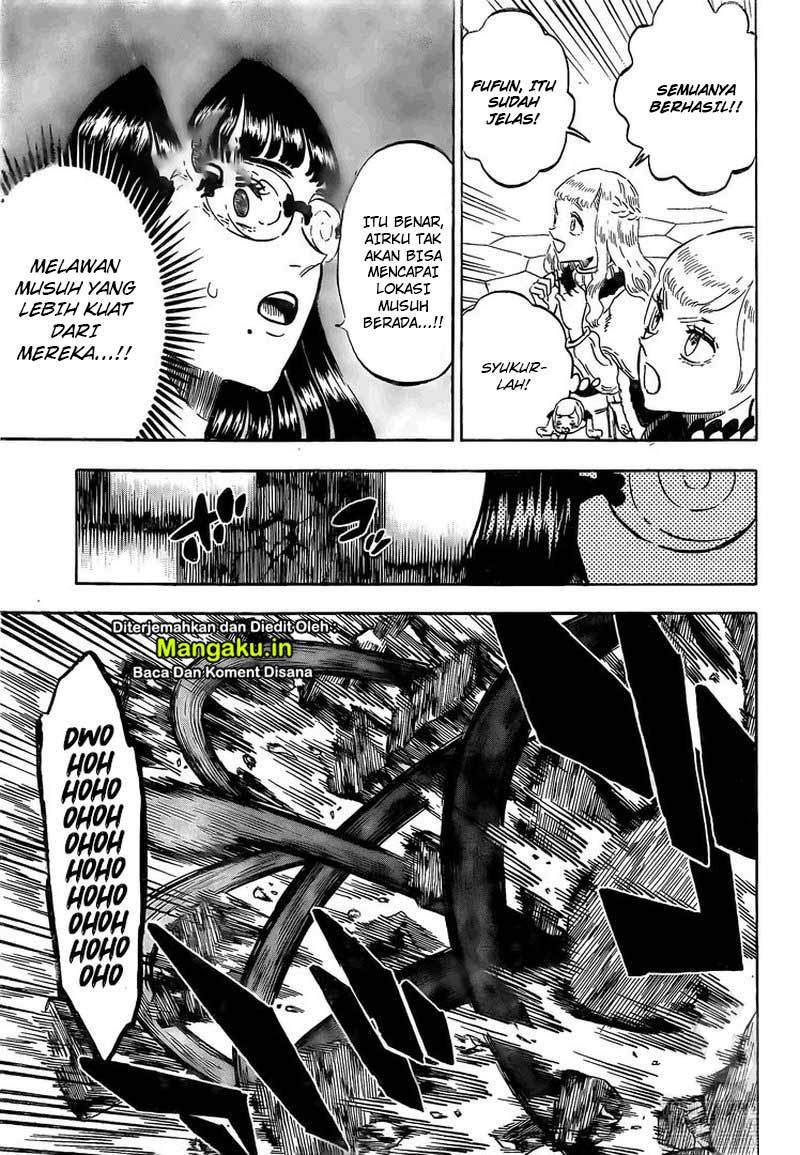 SEMUANYA
BERHASIL!!
FUFUN, ITU
SUDAH
JELAS!
SYUKUR-
LAH!
ITU BENAR,
AIRKU TAK
AKAN BISA
MENCAPAI
LOKASI
MUSUH
BERADA...!!
MELAWAN
MUSUH YANG
LEBIH KUAT
DARI
MEREKA...!!
Diterjemahkan dan Diedit Oleh :
Mangaku.in
Baca Dan Koment Disana
DWO
HOH
HOHO
OHOH
OHOH
HOHO
HOHO
OHOH
HOHO
OHO